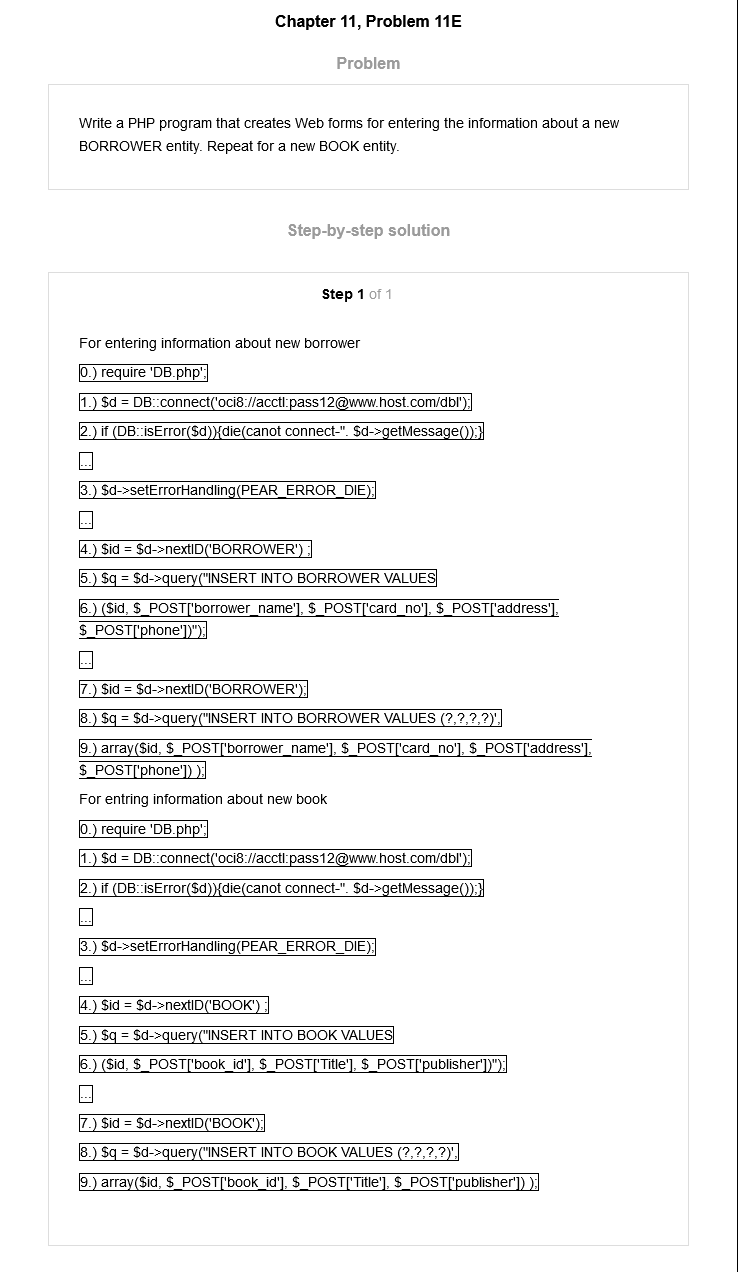 Chapter 11, Problem 11E
Problem
Write a PHP program that creates Web forms for entering the information about a new
BORROWER entity. Repeat for a new BOOK entity.
Step-by-step solution
Step 1 of 1
For entering information about new borrower
0.) require 'DB.php';
1.) $d = DB::connect('oci8://acctl:pass12@www.host.com/dbl');
2.) if (DB::isError($d)){die(canot connect-". $d->getMessage());}
...
3.) $d->setErrorHandling(PEAR_ERROR_DIE);
...
4.) $id = $d->nextID('BORROWER') ;
5.) $q = $d->query("INSERT INTO BORROWER VALUES
6.) ($id, $_POST['borrower_name'], $_POST['card_no'], $_POST['address'],
$_POST['phone'])");
...
7.) $id = $d->nextID('BORROWER');
8.) $q = $d->query("INSERT INTO BORROWER VALUES (?,?,?,?)',
9.) array($id, $_POST['borrower_name'], $_POST['card_no'], $_POST['address'],
$_POST['phone']) );
For entring information about new book
0.) require 'DB.php';
1.) $d = DB::connect('oci8://acctl:pass12@www.host.com/dbl');
2.) if (DB::isError($d)){die(canot connect-". $d->getMessage());}
...
3.) $d->setErrorHandling(PEAR_ERROR_DIE);
...
4.) $id = $d->nextID('BOOK') ;
5.) $q = $d->query("INSERT INTO BOOK VALUES
6.) ($id, $_POST['book_id'], $_POST['Title'], $_POST['publisher'])");
...
7.) $id = $d->nextID('BOOK');
8.) $q = $d->query("INSERT INTO BOOK VALUES (?,?,?,?)',
9.) array($id, $_POST['book_id'], $_POST['Title'], $_POST['publisher']) );